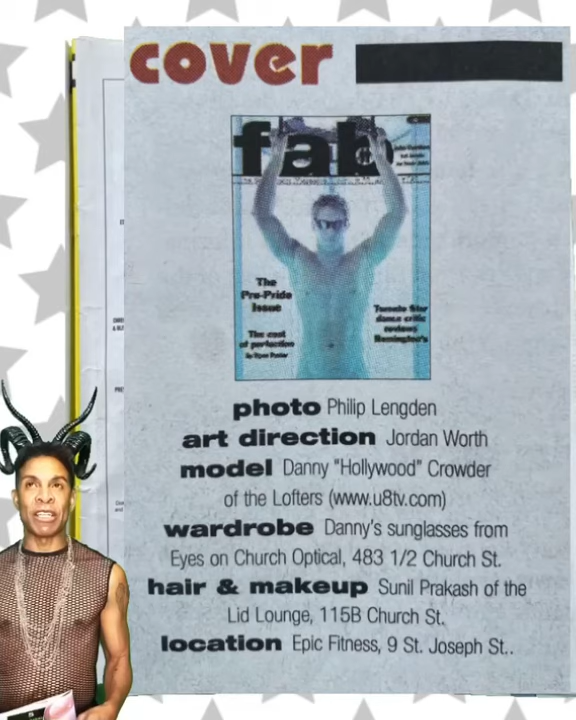 cover
fab
The
Pre-Pride
Issue
The cost
of perfection
by Ryan Porter
Toronto Star
dance critic
reviews
Remington's
photo Philip Lengden
art direction Jordan Worth
model Danny "Hollywood" Crowder
of the Lofters (www.u8tv.com)
wardrobe Danny's sunglasses from
Eyes on Church Optical, 483 1/2 Church St.
hair & makeup Sunil Prakash of the
Lid Lounge, 115B Church St.
location Epic Fitness, 9 St. Joseph St..